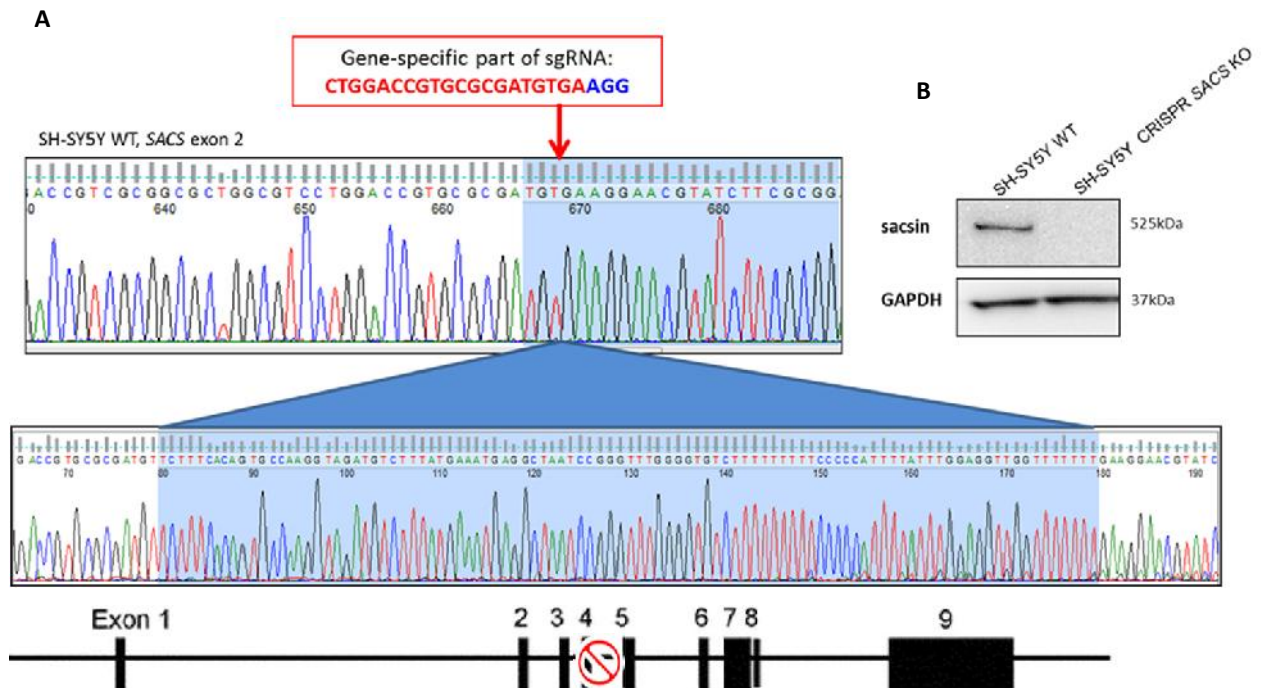 A
Gene-specific part of sgRNA:
CTGGACCGTGCGCGATGTGAAGG
SH-SY5Y WT, SACS exon 2
ACCGTCGCGGCGCTGGCGTCCTGGACCGTGCGCGATGTGAAGGAACGTATCTTCGCGG
0 640 650 660 670 680
B
SH-SY5Y WT
SH-SY5Y CRISPR SACS KO
sacsin
525kDa
GAPDH
37kDa
70 80 90 100 110 120 130 140 150 160 170 180 190
Exon 1 2 3 4 5 6 7 8 9